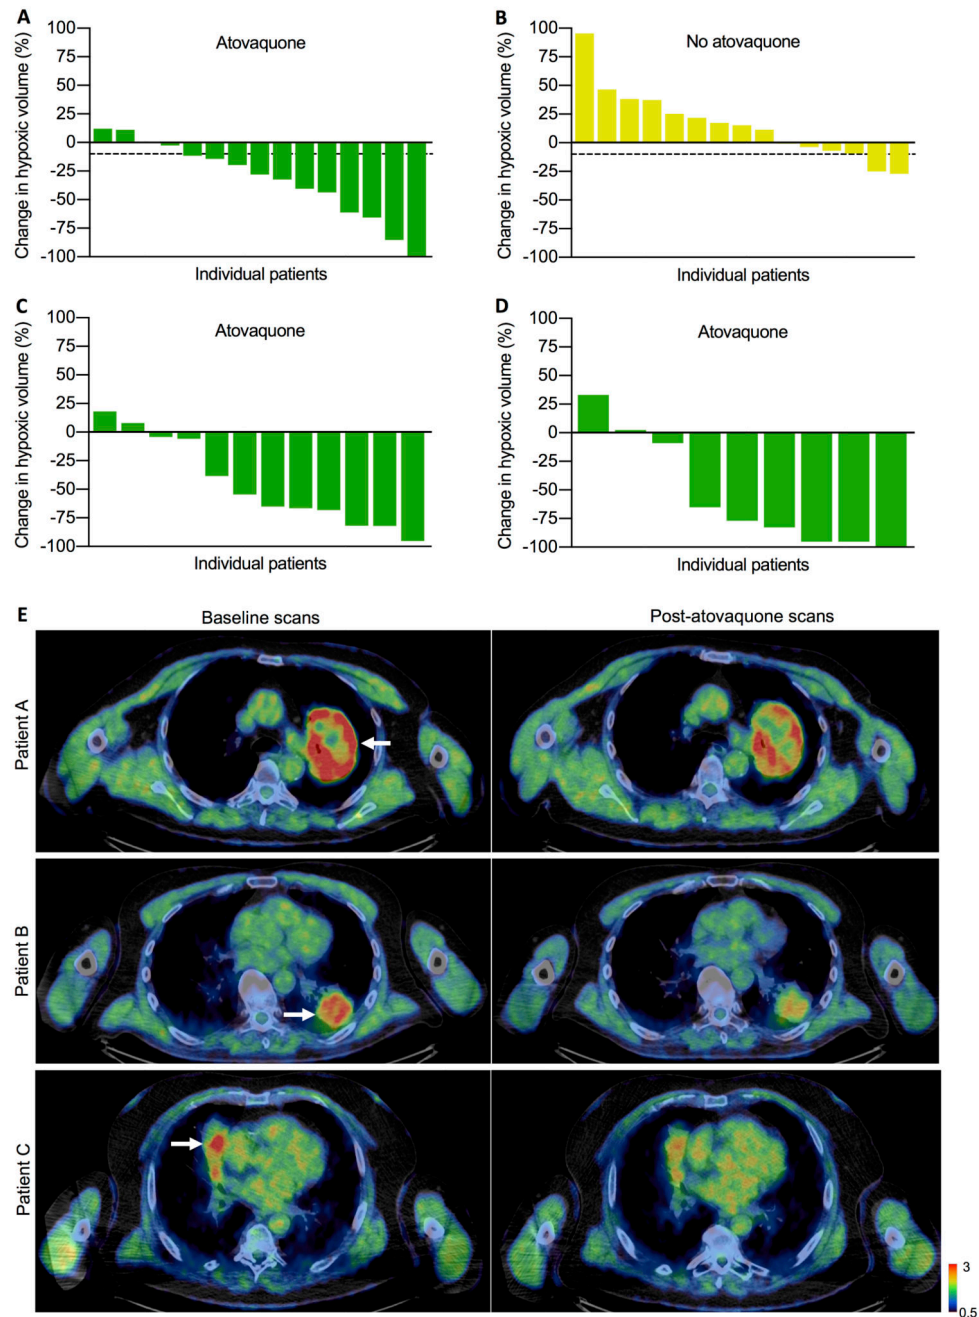 A
Change in hypoxic volume (%)
100
75
50
25
0
-25
-50
-75
-100
Atovaquone
Individual patients
B
Change in hypoxic volume (%)
100
75
50
25
0
-25
-50
-75
-100
No atovaquone
Individual patients
C
Change in hypoxic volume (%)
100
75
50
25
0
-25
-50
-75
-100
Atovaquone
Individual patients
D
Change in hypoxic volume (%)
100
75
50
25
0
-25
-50
-75
-100
Atovaquone
Individual patients
E
Baseline scans
Post-atovaquone scans
Patient A
Patient B
Patient C
3
0.5